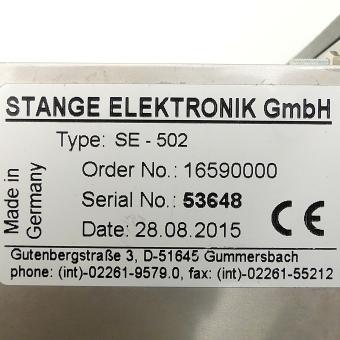 STANGE ELEKTRONIK GmbH
Type: SE - 502
Order No.: 16590000
Serial No.: 53648
Date: 28.08.2015
Made in
Germany
CE
Gutenbergstraße 3, D-51645 Gummersbach
phone: (int)-02261-9579.0, fax: (int)-02261-55212